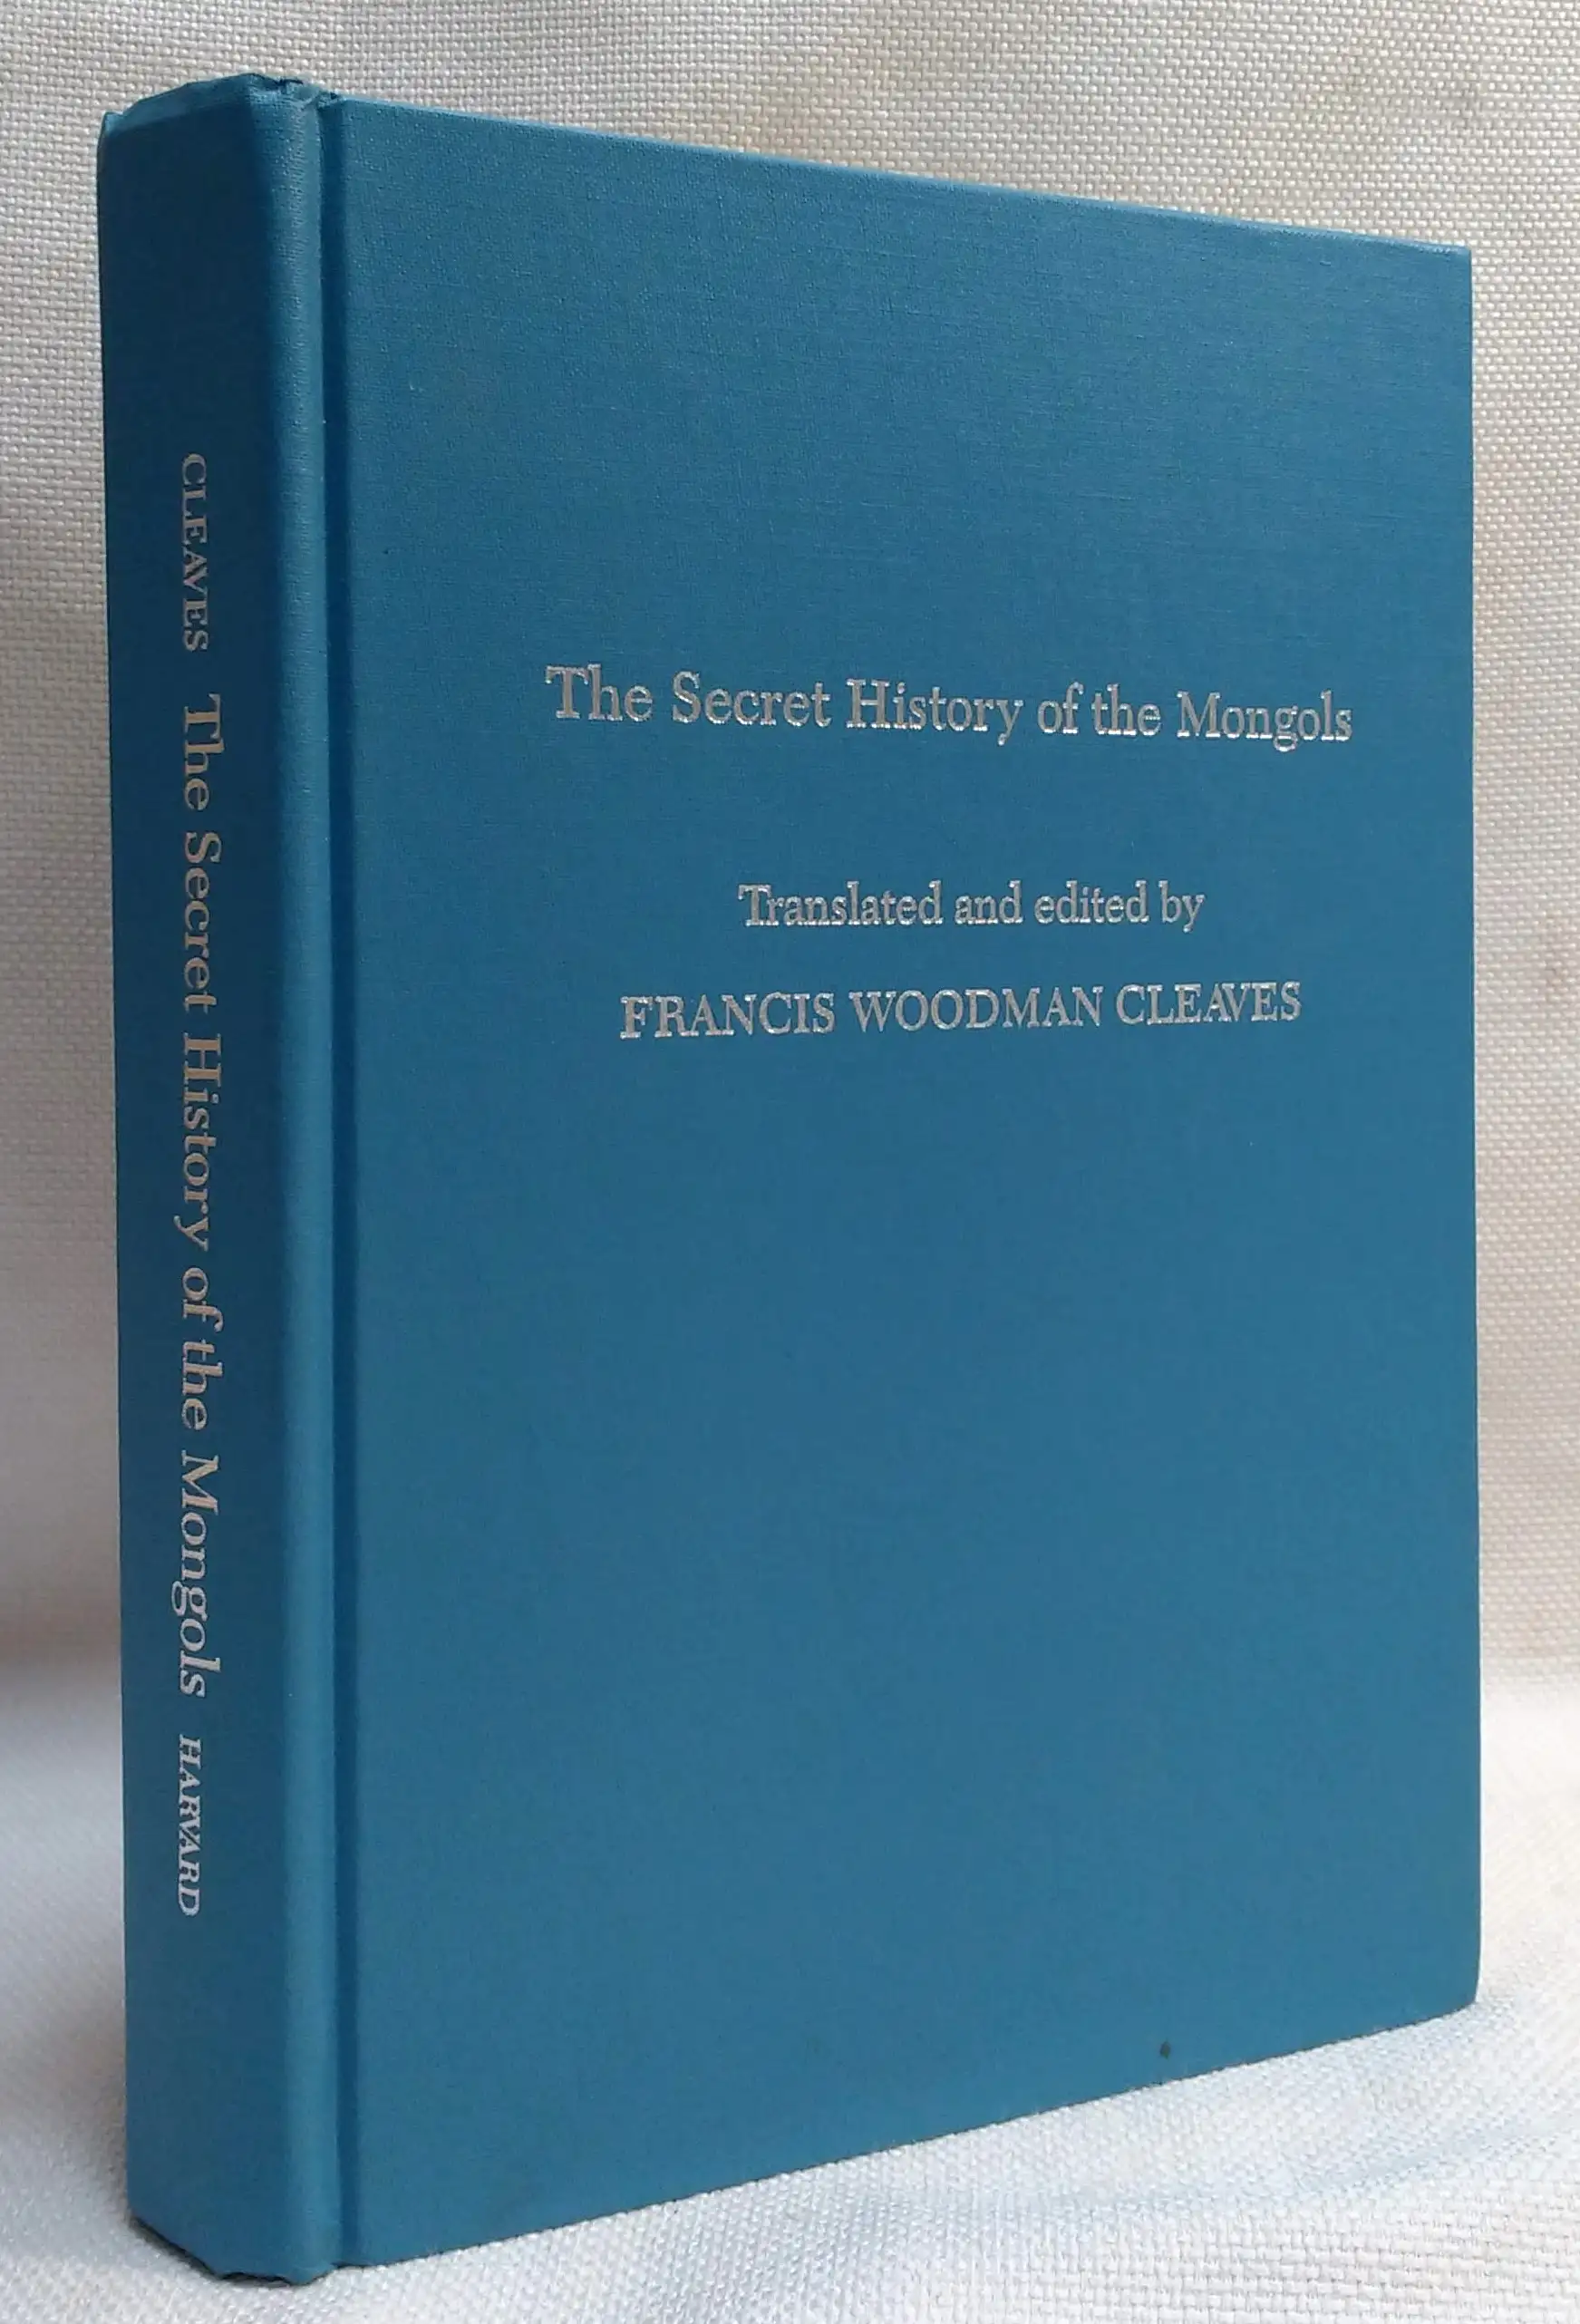 CLEAVES The Secret History of the Mongols HARVARD
The Secret History of the Mongols
Translated and edited by
FRANCIS WOODMAN CLEAVES